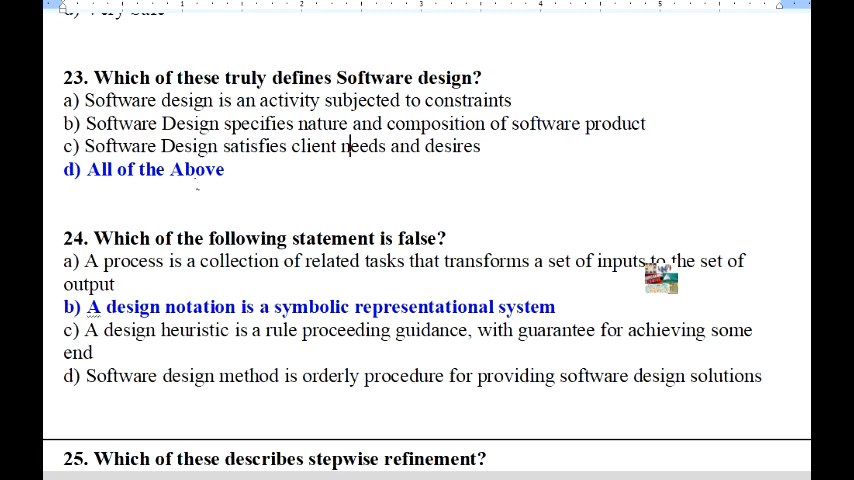 23. Which of these truly defines Software design?
a) Software design is an activity subjected to constraints
b) Software Design specifies nature and composition of software product
c) Software Design satisfies client needs and desires
d) All of the Above
24. Which of the following statement is false?
a) A process is a collection of related tasks that transforms a set of inputs to the set of
output
b) A design notation is a symbolic representational system
c) A design heuristic is a rule proceeding guidance, with guarantee for achieving some
end
d) Software design method is orderly procedure for providing software design solutions
25. Which of these describes stepwise refinement?